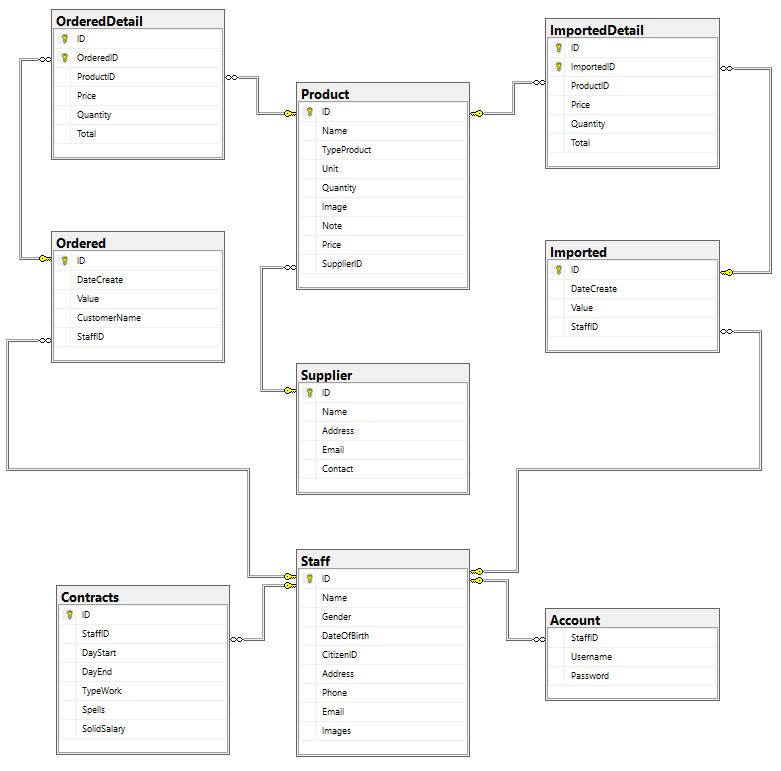 OrderedDetail
ID
OrderedID
ProductID
Price
Quantity
Total
Product
ID
Name
TypeProduct
Unit
Quantity
Image
Note
Price
SupplierID
ImportedDetail
ID
ImportedID
ProductID
Price
Quantity
Total
Ordered
ID
DateCreate
Value
CustomerName
StaffID
Imported
ID
DateCreate
Value
StaffID
Supplier
ID
Name
Address
Email
Contact
Contracts
ID
StaffID
DayStart
DayEnd
TypeWork
Spells
SolidSalary
Staff
ID
Name
Gender
DateOfBirth
CitizenID
Address
Phone
Email
Images
Account
StaffID
Username
Password